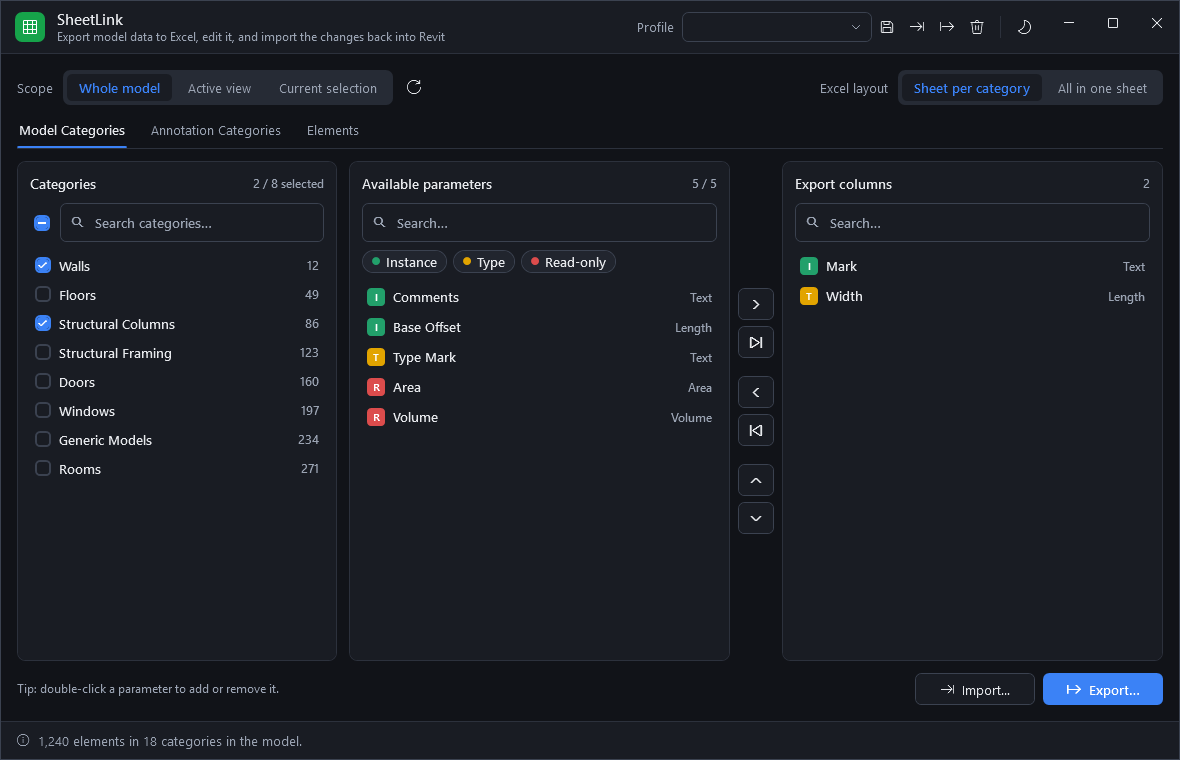 SheetLink
Export model data to Excel, edit it, and import the changes back into Revit
Profile
Scope
Whole model
Active view
Current selection
Excel layout
Sheet per category
All in one sheet
Model Categories
Annotation Categories
Elements
Categories
2 / 8 selected
Search categories...
Walls 12
Floors 49
Structural Columns 86
Structural Framing 123
Doors 160
Windows 197
Generic Models 234
Rooms 271
Available parameters
5 / 5
Search...
Instance
Type
Read-only
I Comments Text
I Base Offset Length
T Type Mark Text
R Area Area
R Volume Volume
Export columns
2
Search...
I Mark Text
T Width Length
Tip: double-click a parameter to add or remove it.
Import...
Export...
1,240 elements in 18 categories in the model.